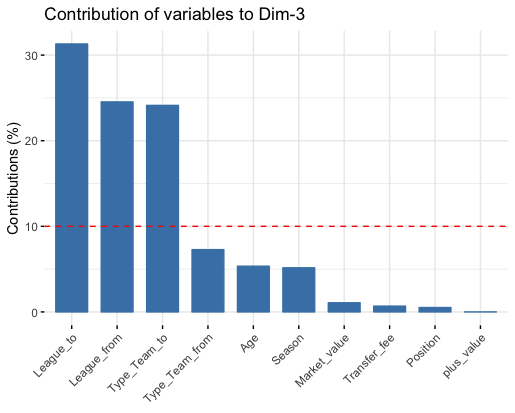 Contribution of variables to Dim-3
Contributions (%)
30
20
10
0
League_to
League_from
Type_Team_to
Type_Team_from
Age
Season
Market_value
Transfer_fee
Position
plus_value